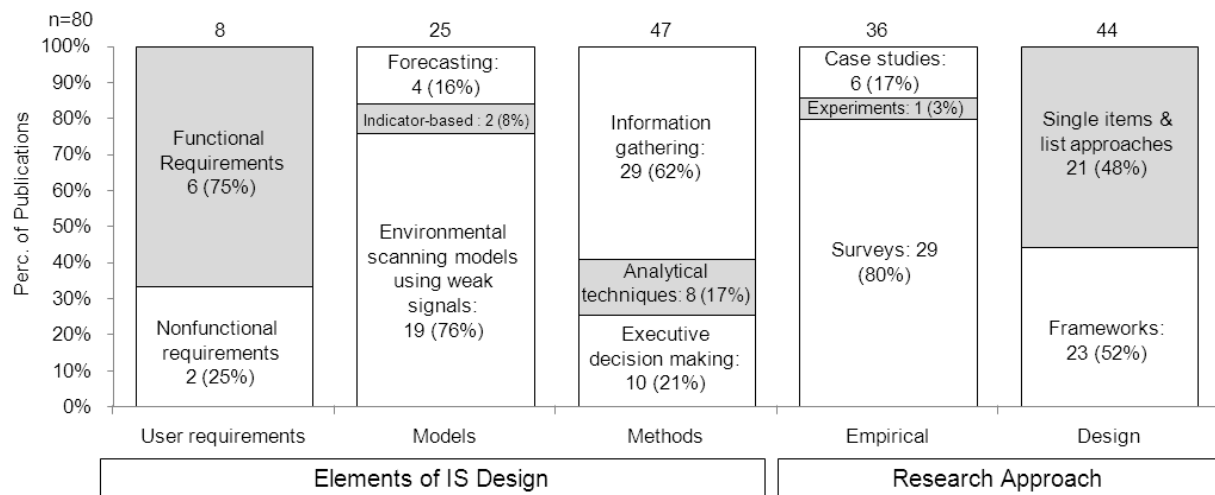 n=80
8
25
47
36
44
Perc. of Publications
100%
90%
80%
70%
60%
50%
40%
30%
20%
10%
0%
Functional
Requirements
6 (75%)
Nonfunctional
requirements
2 (25%)
Forecasting:
4 (16%)
Indicator-based : 2 (8%)
Environmental
scanning models
using weak
signals:
19 (76%)
Information
gathering:
29 (62%)
Analytical
techniques: 8 (17%)
Executive
decision making:
10 (21%)
Case studies:
6 (17%)
Experiments: 1 (3%)
Surveys: 29
(80%)
Single items &
list approaches
21 (48%)
Frameworks:
23 (52%)
User requirements
Models
Methods
Empirical
Design
Elements of IS Design
Research Approach